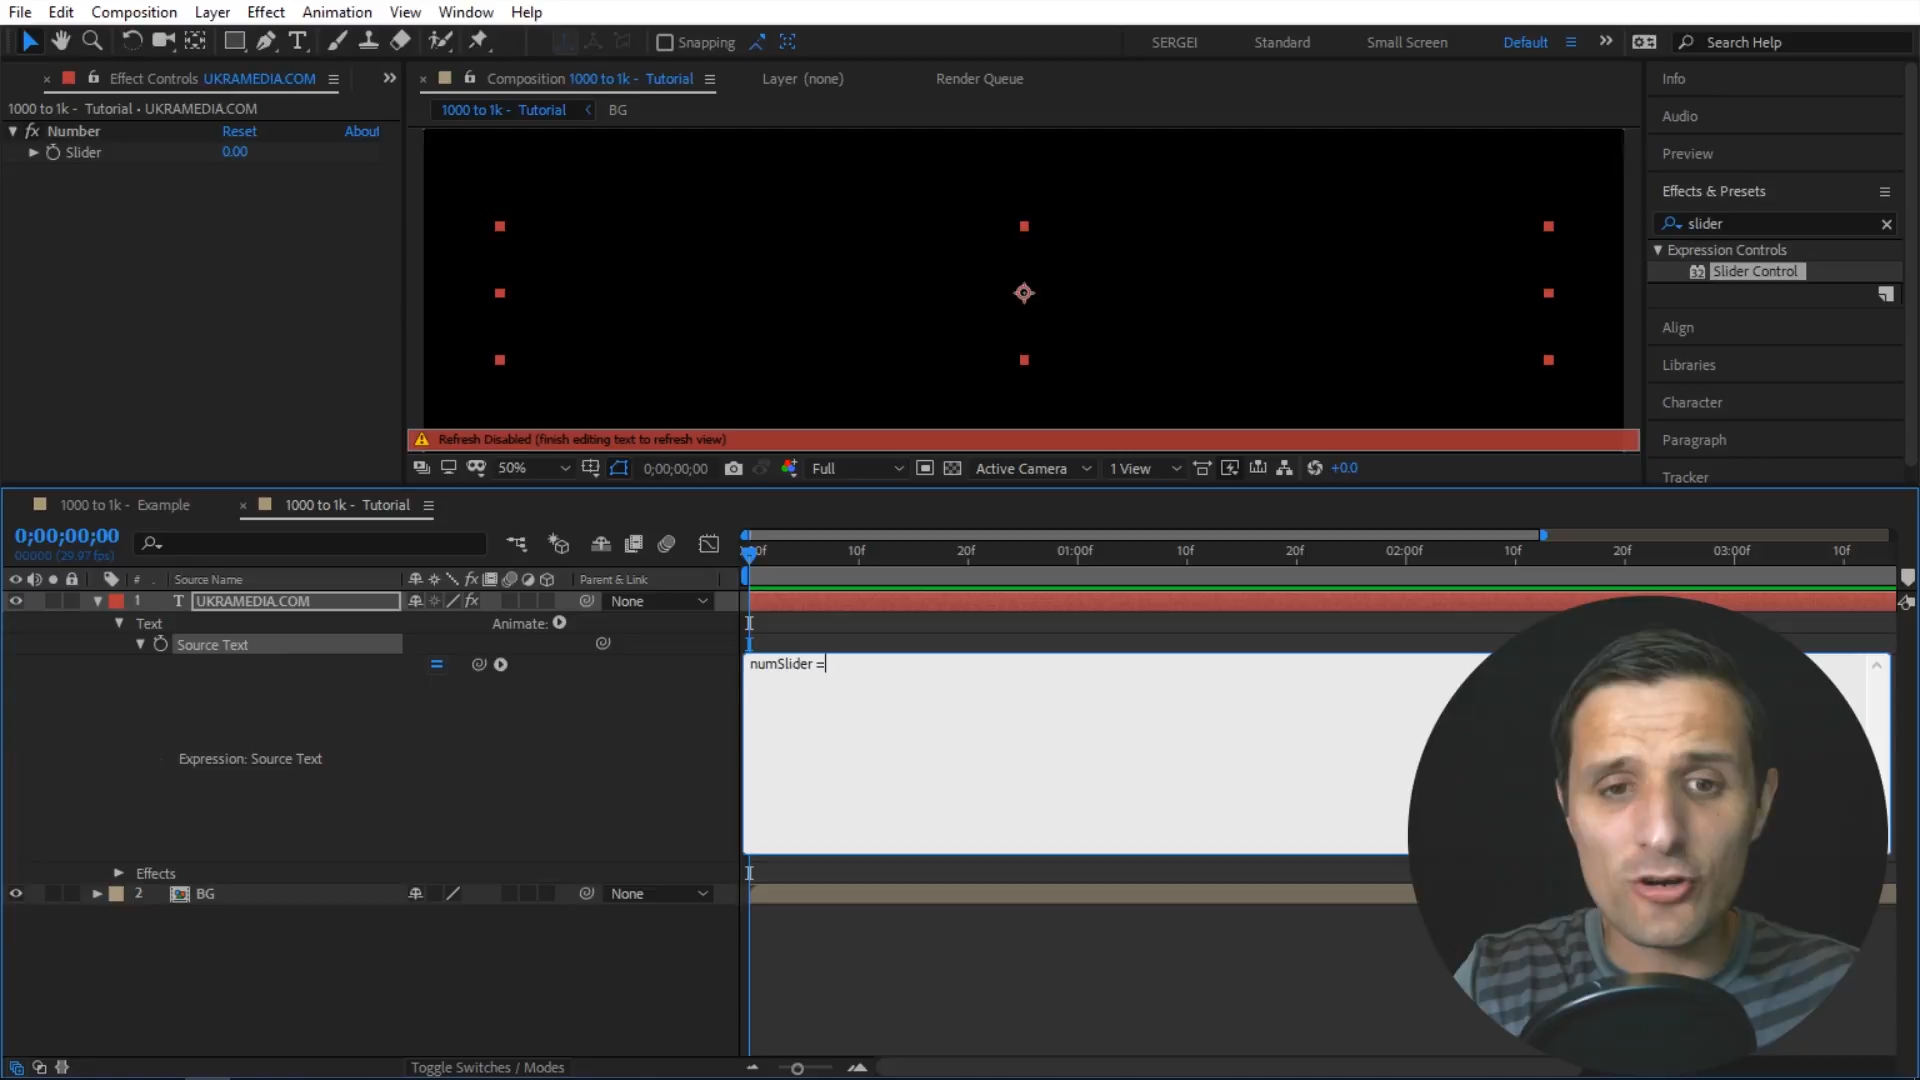 File Edit Composition Layer Effect Animation View Window Help
Snapping SERGEI Standard Small Screen Default Search Help
Effect Controls UKRAMEDIA.COM
Composition 1000 to 1k - Tutorial Layer (none) Render Queue
Info
1000 to 1k - Tutorial • UKRAMEDIA.COM
1000 to 1k - Tutorial BG
Audio
fx Number Reset About
Slider 0.00
Preview
Effects & Presets
slider
Expression Controls
32 Slider Control
Align
Libraries
Character
Paragraph
Tracker
Refresh Disabled (finish editing text to refresh view)
50% 0;00;00;00 Full Active Camera 1 View +0.0
1000 to 1k - Example 1000 to 1k - Tutorial
0;00;00;00
00000 (29.97 fps)
10f 20f 01:00f 10f 20f 02:00f 10f 20f 03:00f 10f
# Source Name fx Parent & Link
1 T UKRAMEDIA.COM fx None
Text Animate:
Source Text
numSlider =
Expression: Source Text
Effects
2 BG None
Toggle Switches / Modes